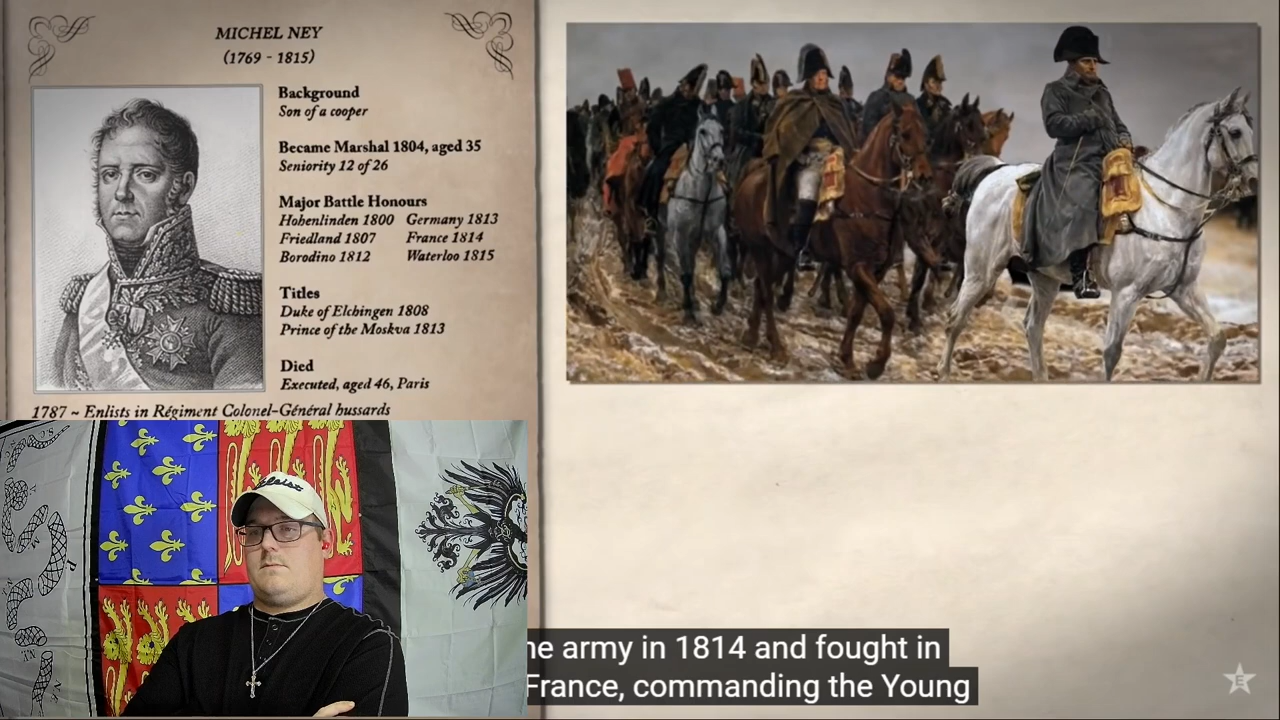 MICHEL NEY
(1769 - 1815)
Background
Son of a cooper
Became Marshal 1804, aged 35
Seniority 12 of 26
Major Battle Honours
Hohenlinden 1800 Germany 1813
Friedland 1807 France 1814
Borodino 1812 Waterloo 1815
Titles
Duke of Elchingen 1808
Prince of the Moskva 1813
Died
Executed, aged 46, Paris
1787 ~ Enlists in Régiment Colonel-Général hussards
he army in 1814 and fought in
France, commanding the Young
E